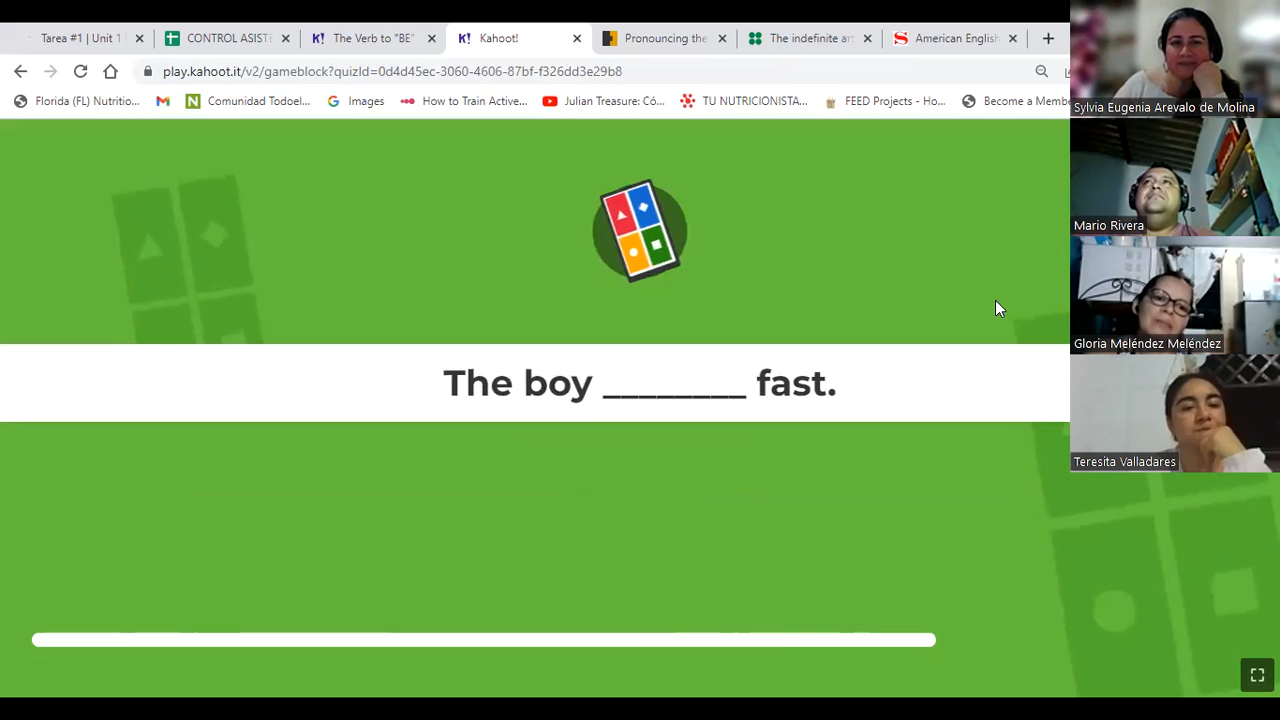 Tarea #1 | Unit 1
CONTROL ASIST
K! The Verb to "BE"
K! Kahoot!
Pronouncing the
The indefinite ar
S American English
play.kahoot.it/v2/gameblock?quizId=0d4d45ec-3060-4606-87bf-f326dd3e29b8
Florida (FL) Nutritio...
N Comunidad Todoel...
G Images
How to Train Active...
Julian Treasure: Có...
TU NUTRICIONISTA...
FEED Projects - Ho...
Become a Membe
The boy ________ fast.
Sylvia Eugenia Arevalo de Molina
Mario Rivera
Gloria Meléndez Meléndez
Teresita Valladares